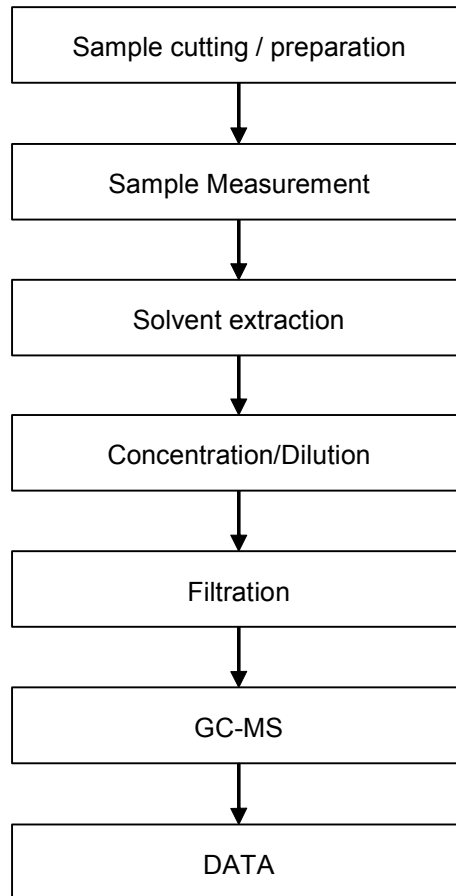 Sample cutting / preparation
Sample Measurement
Solvent extraction
Concentration/Dilution
Filtration
GC-MS
DATA